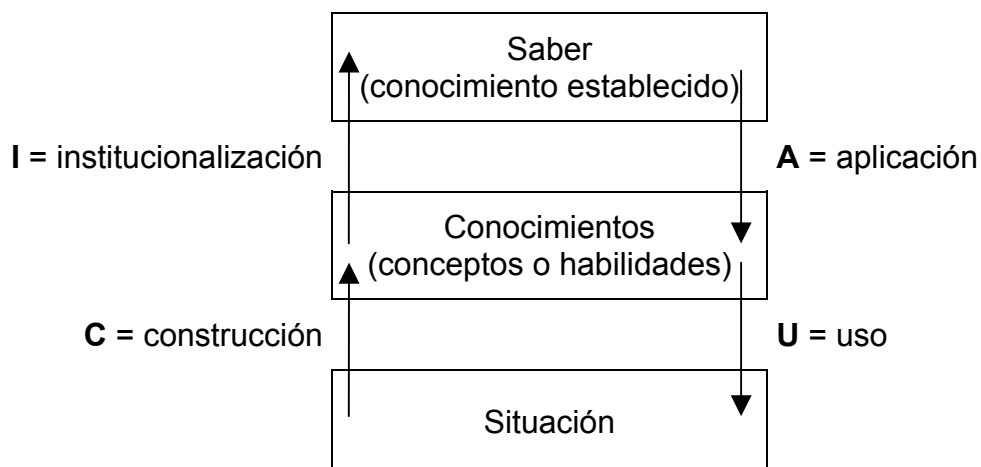 Saber
(conocimiento establecido)
I = institucionalización
A = aplicación
Conocimientos
(conceptos o habilidades)
C = construcción
U = uso
Situación